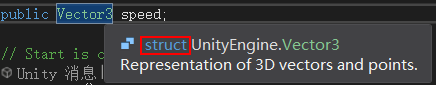 public Vector3 speed;
struct UnityEngine.Vector3
Representation of 3D vectors and points.
// Start is c
Unity 消息